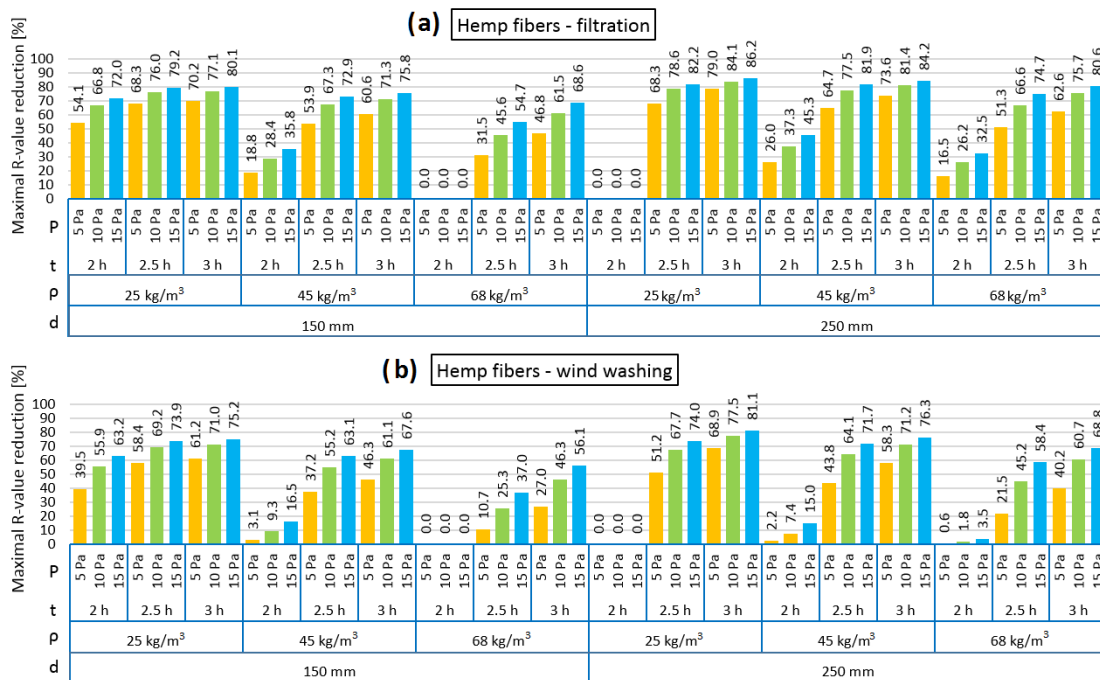 (a) Hemp fibers - filtration
Maximal R-value reduction [%]
100
90
80
70
60
50
40
30
20
10
0
54.1 66.8 72.0 68.3 76.0 79.2 70.2 77.1 80.1 18.8 28.4 35.8 53.9 67.3 72.9 60.6 71.3 75.8 0.0 0.0 0.0 31.5 45.6 54.7 46.8 61.5 68.6 0.0 0.0 0.0 68.3 78.6 82.2 79.0 84.1 86.2 26.0 37.3 45.3 64.7 77.5 81.9 73.6 81.4 84.2 16.5 26.2 32.5 51.3 66.6 74.7 62.6 75.7 80.6
P 5 Pa 10 Pa 15 Pa 5 Pa 10 Pa 15 Pa 5 Pa 10 Pa 15 Pa 5 Pa 10 Pa 15 Pa 5 Pa 10 Pa 15 Pa 5 Pa 10 Pa 15 Pa 5 Pa 10 Pa 15 Pa 5 Pa 10 Pa 15 Pa 5 Pa 10 Pa 15 Pa 5 Pa 10 Pa 15 Pa 5 Pa 10 Pa 15 Pa 5 Pa 10 Pa 15 Pa 5 Pa 10 Pa 15 Pa 5 Pa 10 Pa 15 Pa 5 Pa 10 Pa 15 Pa 5 Pa 10 Pa 15 Pa 5 Pa 10 Pa 15 Pa 5 Pa 10 Pa 15 Pa
t 2 h 2.5 h 3 h 2 h 2.5 h 3 h 2 h 2.5 h 3 h 2 h 2.5 h 3 h 2 h 2.5 h 3 h 2 h 2.5 h 3 h
ρ 25 kg/m³ 45 kg/m³ 68 kg/m³ 25 kg/m³ 45 kg/m³ 68 kg/m³
d 150 mm 250 mm
(b) Hemp fibers - wind washing
Maximal R-value reduction [%]
100
90
80
70
60
50
40
30
20
10
0
39.5 55.9 63.2 58.4 69.2 73.9 61.2 71.0 75.2 3.1 9.3 16.5 37.2 55.2 63.1 46.3 61.1 67.6 0.0 0.0 0.0 10.7 25.3 37.0 27.0 46.3 56.1 0.0 0.0 0.0 51.2 67.7 74.0 68.9 77.5 81.1 2.2 7.4 15.0 43.8 64.1 71.7 58.3 71.2 76.3 0.6 1.8 3.5 21.5 45.2 58.4 40.2 60.7 68.8
P 5 Pa 10 Pa 15 Pa 5 Pa 10 Pa 15 Pa 5 Pa 10 Pa 15 Pa 5 Pa 10 Pa 15 Pa 5 Pa 10 Pa 15 Pa 5 Pa 10 Pa 15 Pa 5 Pa 10 Pa 15 Pa 5 Pa 10 Pa 15 Pa 5 Pa 10 Pa 15 Pa 5 Pa 10 Pa 15 Pa 5 Pa 10 Pa 15 Pa 5 Pa 10 Pa 15 Pa 5 Pa 10 Pa 15 Pa 5 Pa 10 Pa 15 Pa 5 Pa 10 Pa 15 Pa 5 Pa 10 Pa 15 Pa 5 Pa 10 Pa 15 Pa 5 Pa 10 Pa 15 Pa
t 2 h 2.5 h 3 h 2 h 2.5 h 3 h 2 h 2.5 h 3 h 2 h 2.5 h 3 h 2 h 2.5 h 3 h 2 h 2.5 h 3 h
ρ 25 kg/m³ 45 kg/m³ 68 kg/m³ 25 kg/m³ 45 kg/m³ 68 kg/m³
d 150 mm 250 mm